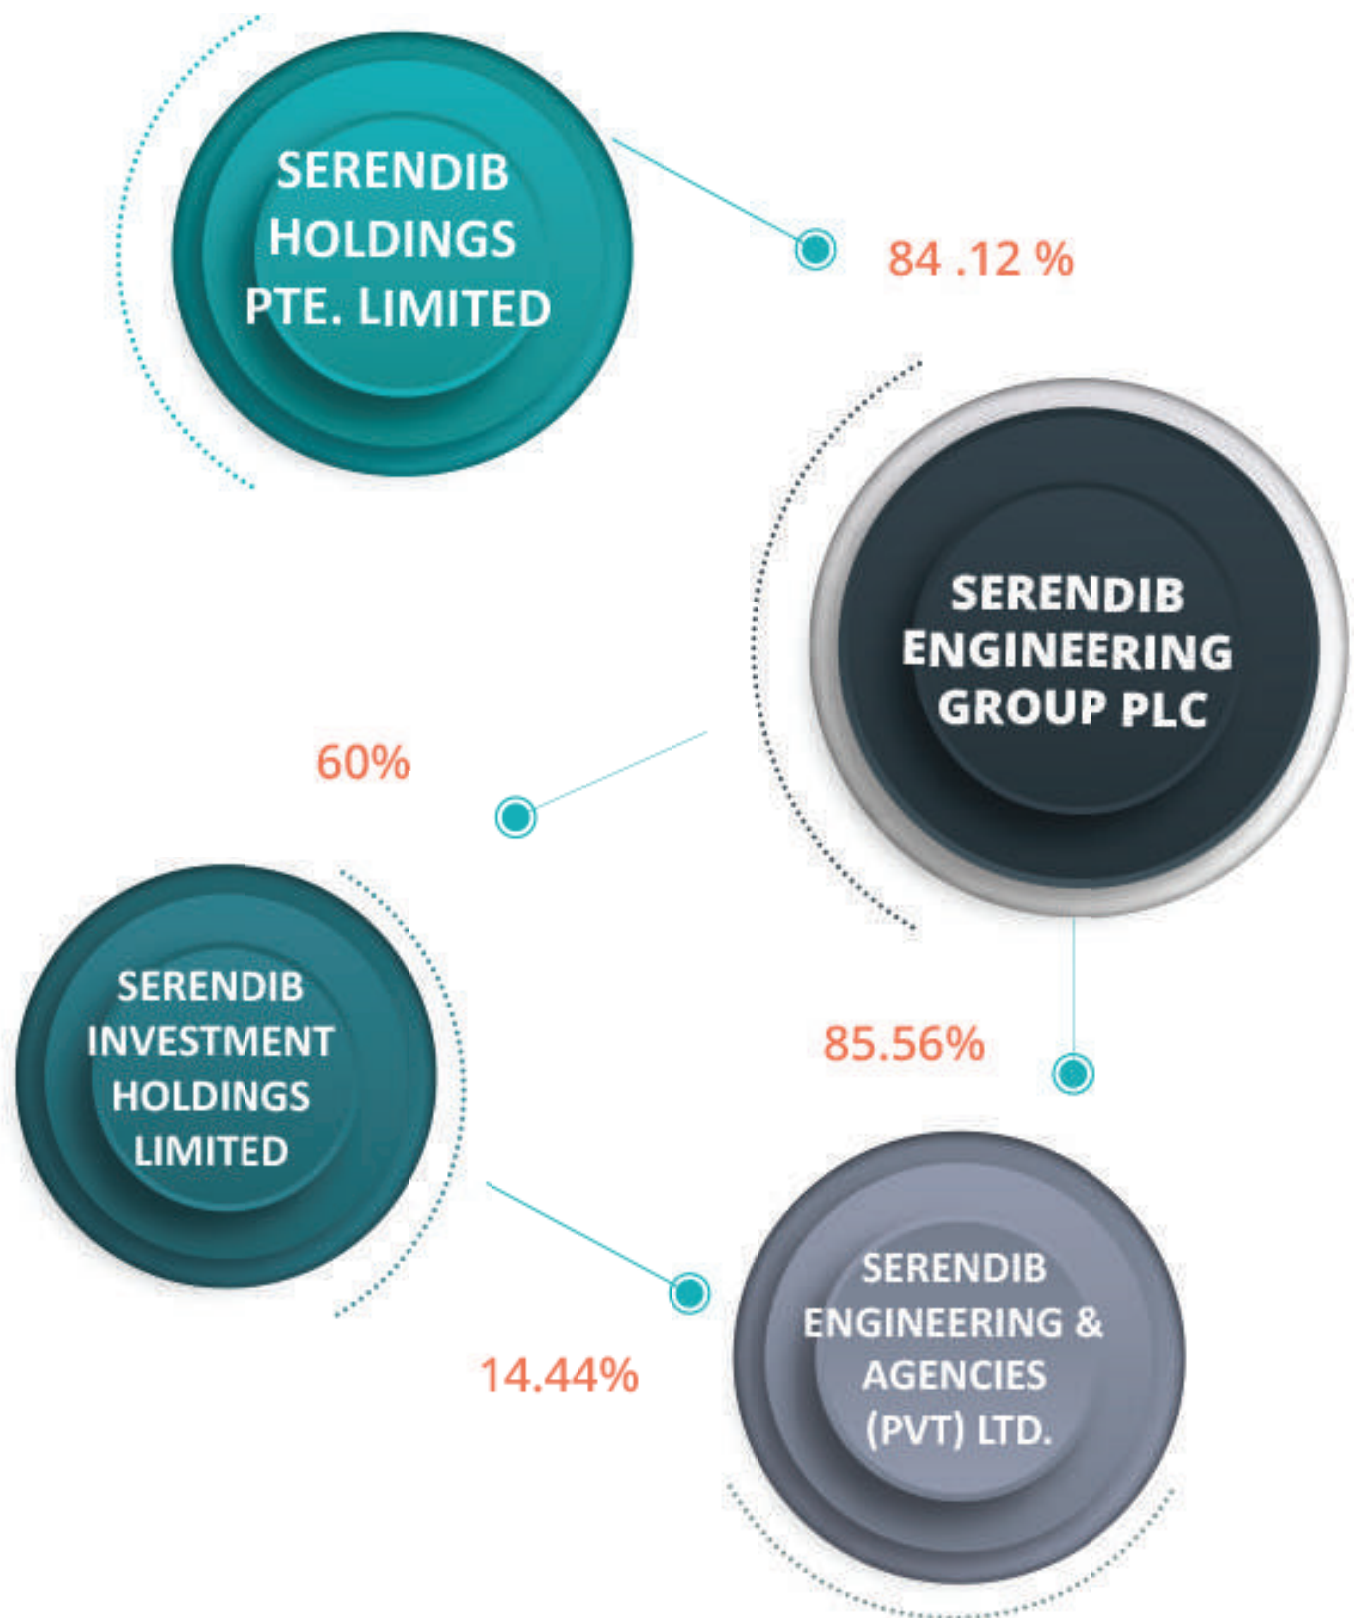 SERENDIB
HOLDINGS
PTE. LIMITED
84 .12 %
SERENDIB
ENGINEERING
GROUP PLC
60%
SERENDIB
INVESTMENT
HOLDINGS
LIMITED
85.56%
14.44%
SERENDIB
ENGINEERING &
AGENCIES
(PVT) LTD.